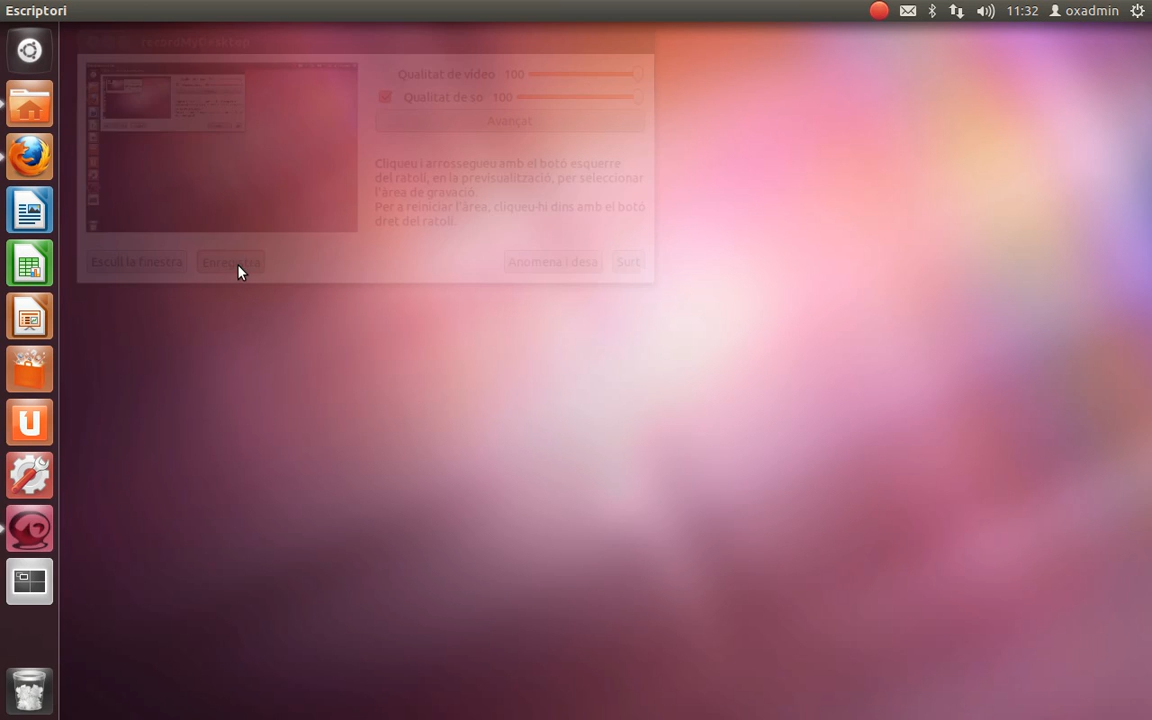 Escriptori
11:32
oxadmin
recordMyDesktop
Qualitat de vídeo 100
Qualitat de so 100
Avançat
Cliqueu i arrossegueu amb el botó esquerre
del ratolí, en la previsualització, per seleccionar
l'àrea de gravació.
Per a reiniciar l'àrea, cliqueu-hi dins amb el botó
dret del ratolí.
Escull la finestra
Enregistra
Anomena i desa
Surt